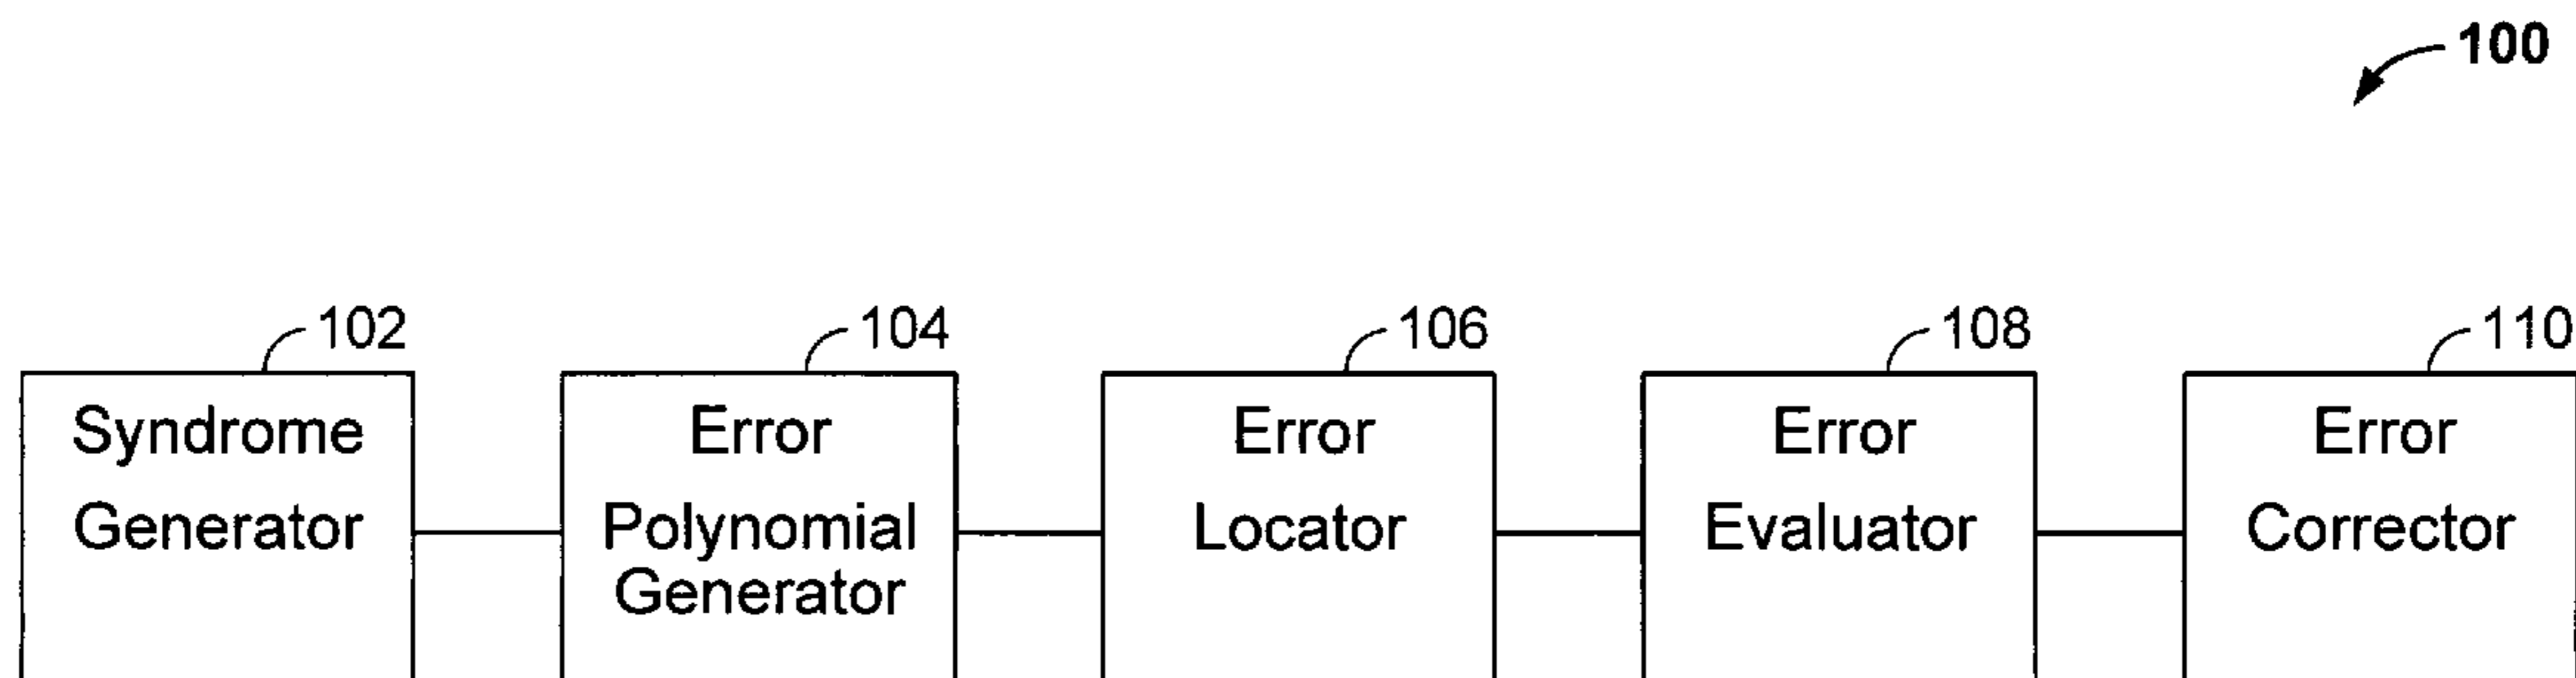 100
102
104
106
108
110
Syndrome
Generator
Error
Polynomial
Generator
Error
Locator
Error
Evaluator
Error
Corrector